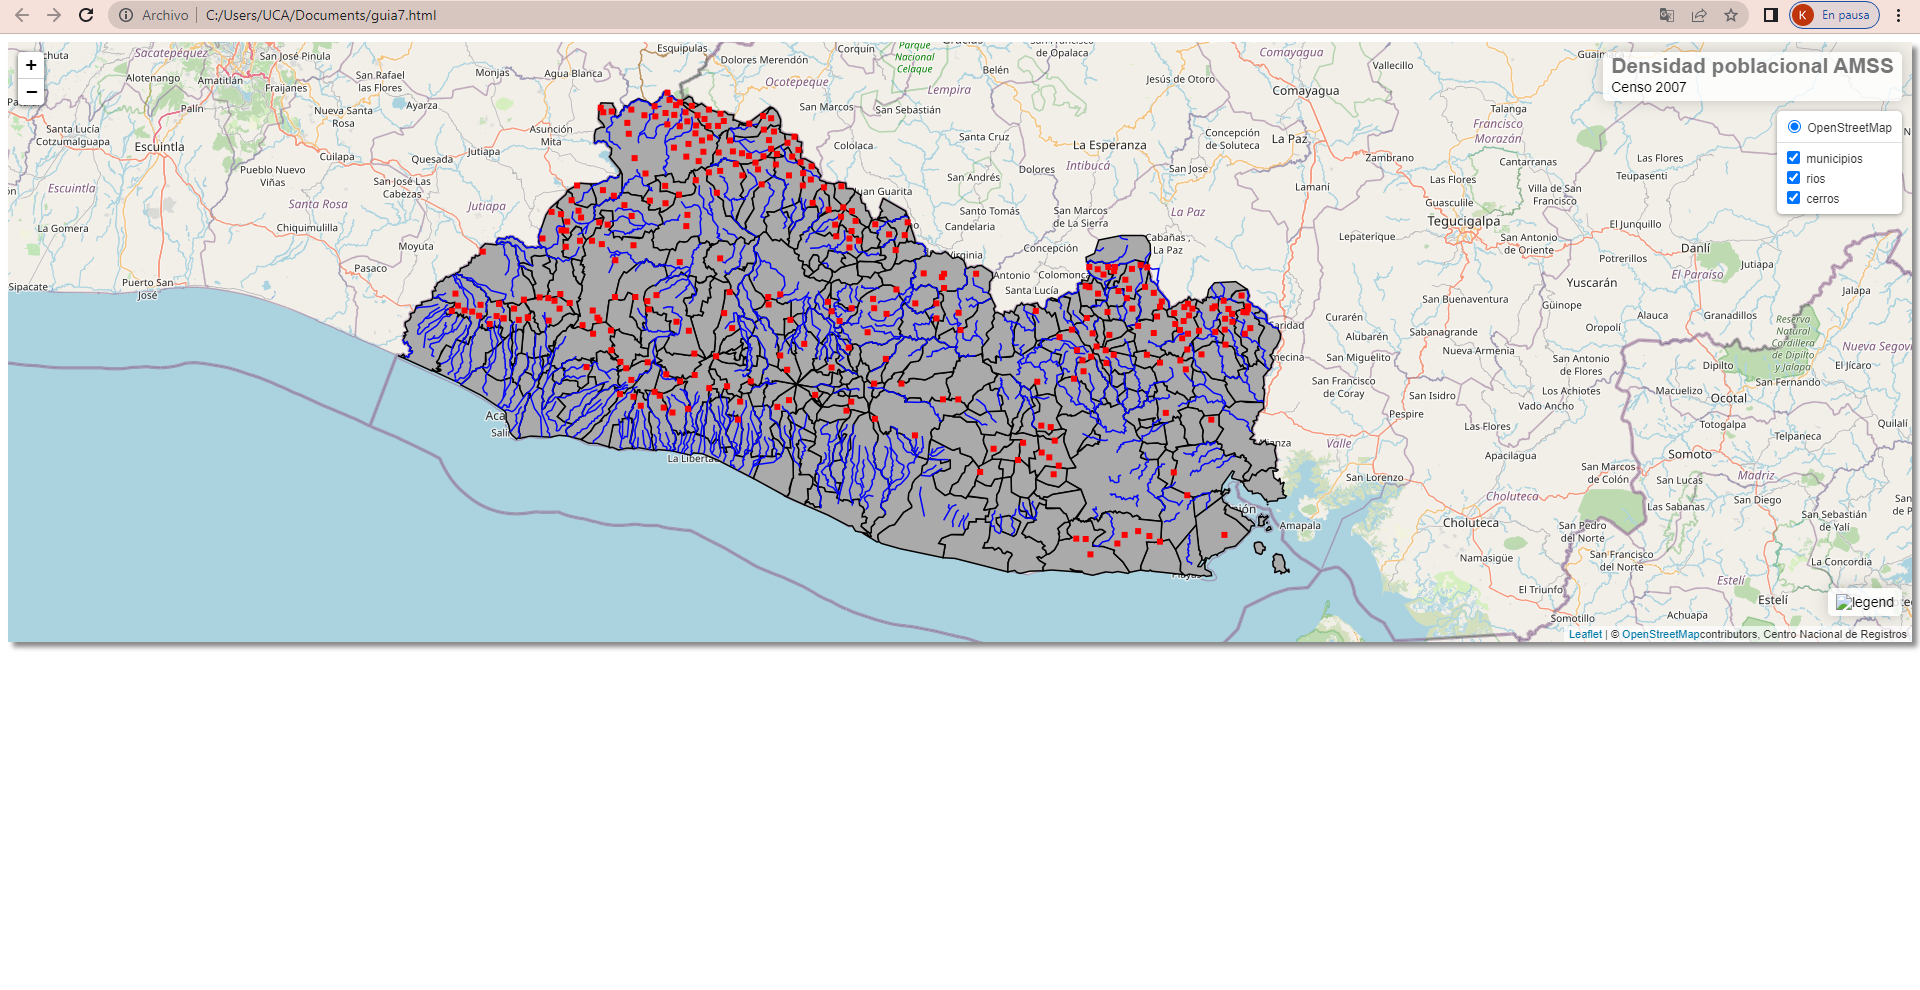 Archivo
C:/Users/UCA/Documents/guia7.html
K
En pausa
+
−
Densidad poblacional AMSS
Censo 2007
OpenStreetMap
municipios
rios
cerros
Sacatepéquez
San José Pinula
Alotenango
Amatitlán
Palín
Fraijanes
San Rafael
las Flores
Monjas
Agua Blanca
Esquipulas
Ayarza
Nueva Santa
Rosa
Asunción
Mita
Santa Lucía
Cotzumalguapa
Escuintla
Escuintla
Cuilapa
Quesada
Jutiapa
Pueblo Nuevo
Viñas
San José Las
Cabezas
Santa Rosa
Jutiapa
La Gomera
Chiquimulilla
Moyuta
Pasaco
Sipacate
Puerto San
José
Dolores Merendón
Ocotepeque
San Marcos
Corquín
Parque
Nacional
Celaque
Belén
de Opalaca
Lempira
San Sebastián
Jesús de Otoro
Comayagua
Comayagua
Vallecillo
Talanga
Francisco
Morazán
Cololaca
Santa Cruz
La Esperanza
Intibucá
Concepción
de Soluteca
La Paz
Zambrano
Cantarranas
Las Flores
Teupasenti
San Andrés
Dolores
San Jose
Lamaní
Las Flores
Villa de San
Francisco
Guasculile
Santo Tomás
Candelaria
San Marcos
de La Sierra
La Paz
Tegucigalpa
El Junquillo
Concepción
Cabañas,
La Paz
Lepaterique
San Antonio
de Oriente
Danlí
Potrerillos
Jutiapa
El Paraíso
Colomonca
Santa Lucía
Yuscarán
San Buenaventura
Güinope
Jalapa
Curarén
Alauca
Granadillos
Sabanagrande
Oropolí
Alubarén
Reserva
Natural
Cordillera
de Dipilto
y Jalapa
San Miguelito
Nueva Armenia
San Antonio
de Flores
Dipilto
El Jícaro
San Fernando
San Francisco
de Coray
San Isidro
Los Achiotes
Macuelizo
Ocotal
Pespire
Vado Ancho
Las Flores
Totogalpa
Telpaneca
Quilalí
Valle
Apacilagua
Somoto
San Marcos
de Colón
Madriz
San Lorenzo
San Lucas
Choluteca
San Diego
Las Sabanas
San Sebastián
de Yalí
Choluteca
Amapala
San Pedro
del Norte
Namasigüe
San Francisco
del Norte
La Concordia
Estelí
El Triunfo
Estelí
Somotillo
Achuapa
La Libertad
legend
Leaflet | © OpenStreetMapcontributors, Centro Nacional de Registros